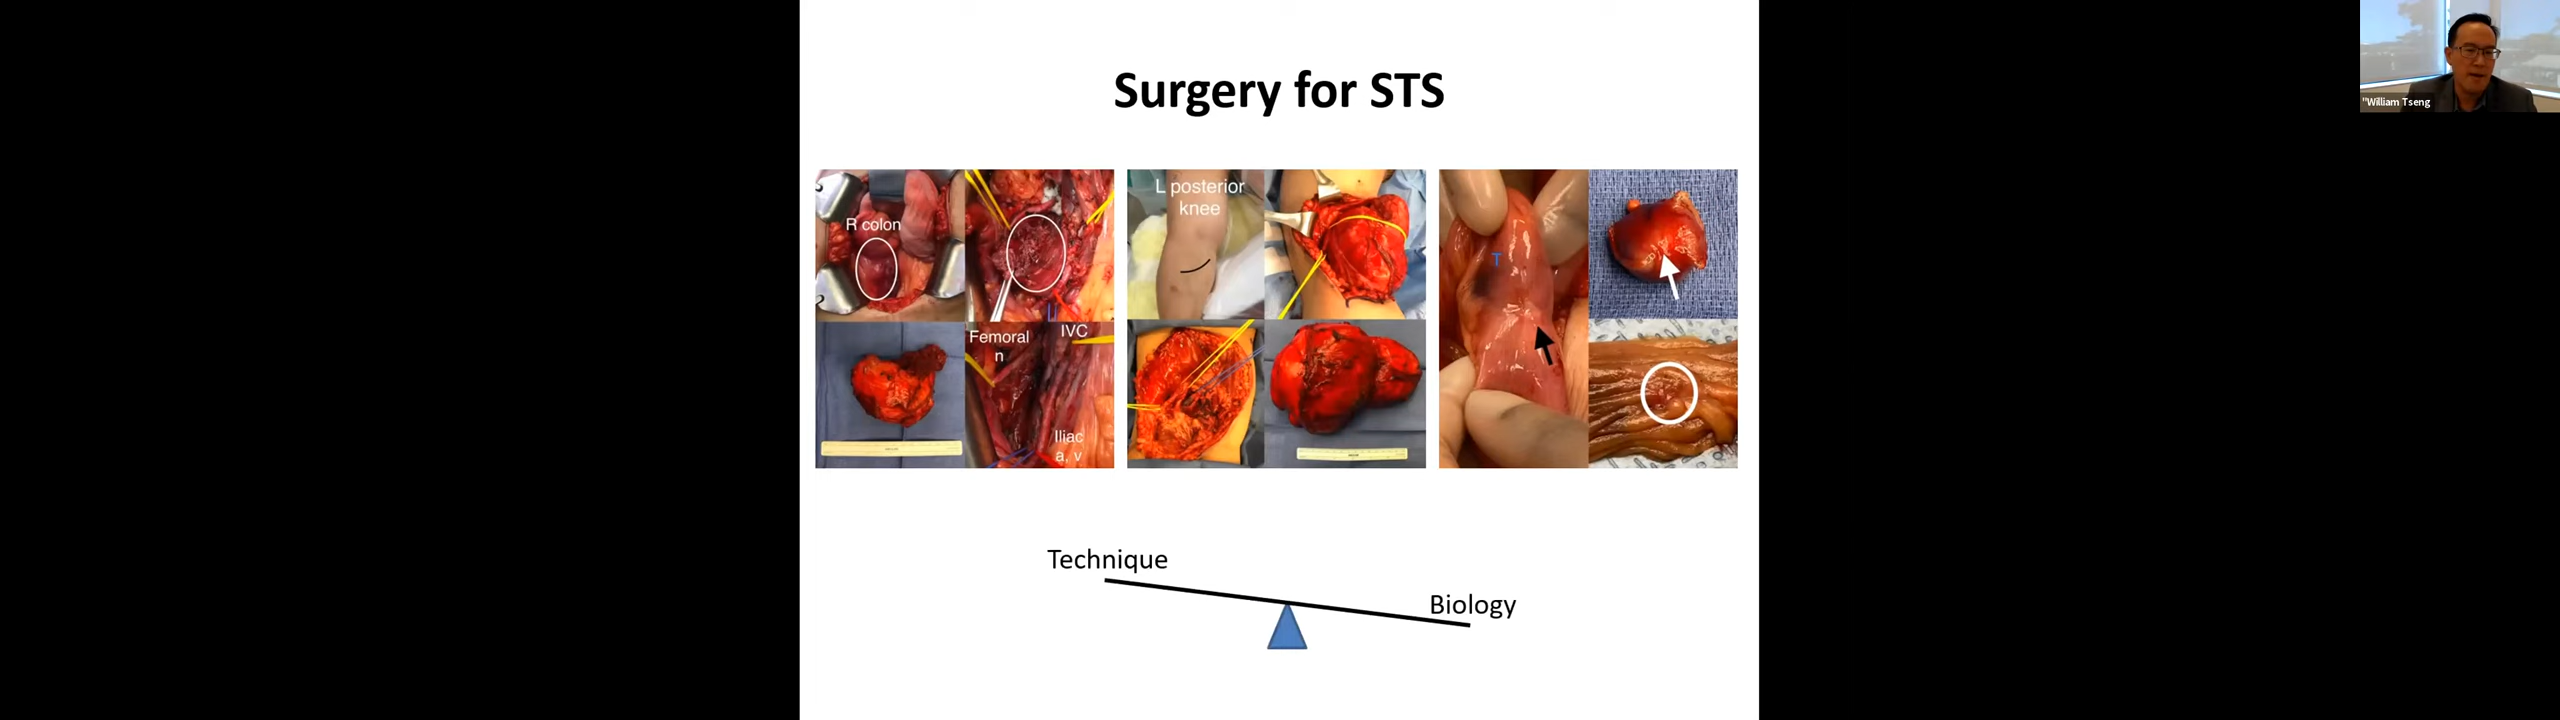 Surgery for STS
R colon
Femoral
n
IVC
Iliac
a, v
L posterior
knee
T
Technique
Biology
"William Tseng